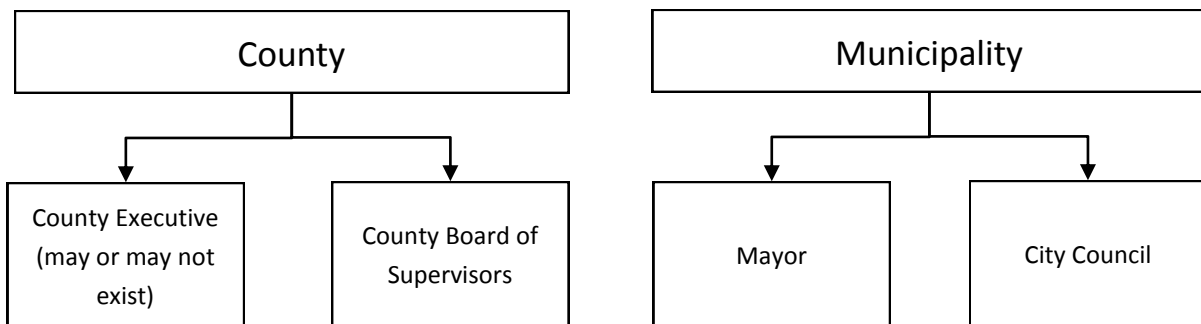 County
Municipality
County Executive
(may or may not
exist)
County Board of
Supervisors
Mayor
City Council